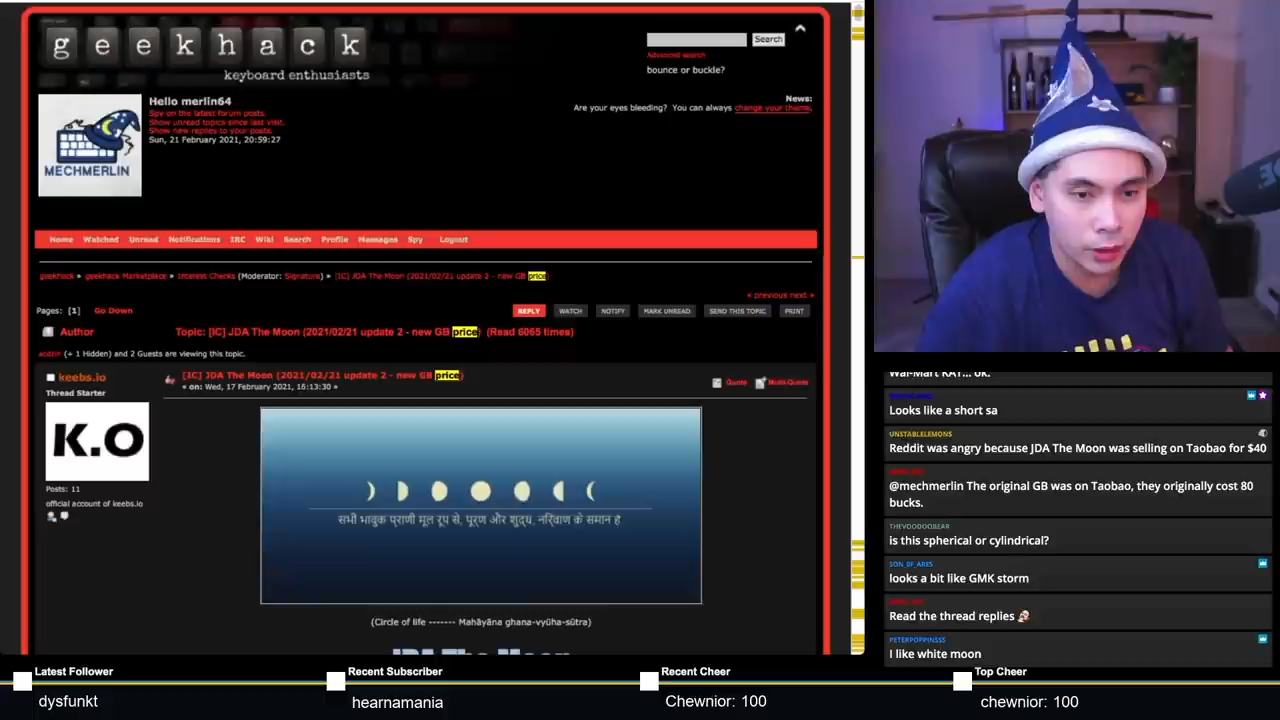 geekhack
keyboard enthusiasts
Search
Advanced search
bounce or buckle?
Hello merlin64
Spy on the latest forum posts.
Show unread topics since last visit.
Show new replies to your posts.
Sun, 21 February 2021, 20:59:27
News:
Are your eyes bleeding? You can always change your theme.
MECHMERLIN
Home Watched Unread Notifications IRC Wiki Search Profile Messages Spy Logout
geekhack » geekhack Marketplace » Interest Checks (Moderator: Signature) » [IC] JDA The Moon (2021/02/21 update 2 - new GB price)
« previous next »
Pages: [1] Go Down
REPLY WATCH NOTIFY MARK UNREAD SEND THIS TOPIC PRINT
Author Topic: [IC] JDA The Moon (2021/02/21 update 2 - new GB price) (Read 6065 times)
(+ 1 Hidden) and 2 Guests are viewing this topic.
keebs.io
Thread Starter
K.O
Posts: 11
official account of keebs.io
[IC] JDA The Moon (2021/02/21 update 2 - new GB price)
« on: Wed, 17 February 2021, 16:13:30 »
Quote Multi-Quote
सभी भावुक प्राणी मूल रूप से, पूर्ण और शुद्ध, निर्वाण के समान है
(Circle of life ------- Mahāyāna ghana-vyūha-sūtra)
JDA The Moon
Wal-Mart KAT... ok.
Looks like a short sa
UNSTABLELEMONS
Reddit was angry because JDA The Moon was selling on Taobao for $40
@mechmerlin The original GB was on Taobao, they originally cost 80
bucks.
THEVOODOOBEAR
is this spherical or cylindrical?
SON_0F_ARES
looks a bit like GMK storm
Read the thread replies
PETERPOPPINSSS
I like white moon
Latest Follower
dysfunkt
Recent Subscriber
hearnamania
Recent Cheer
Chewnior: 100
Top Cheer
chewnior: 100